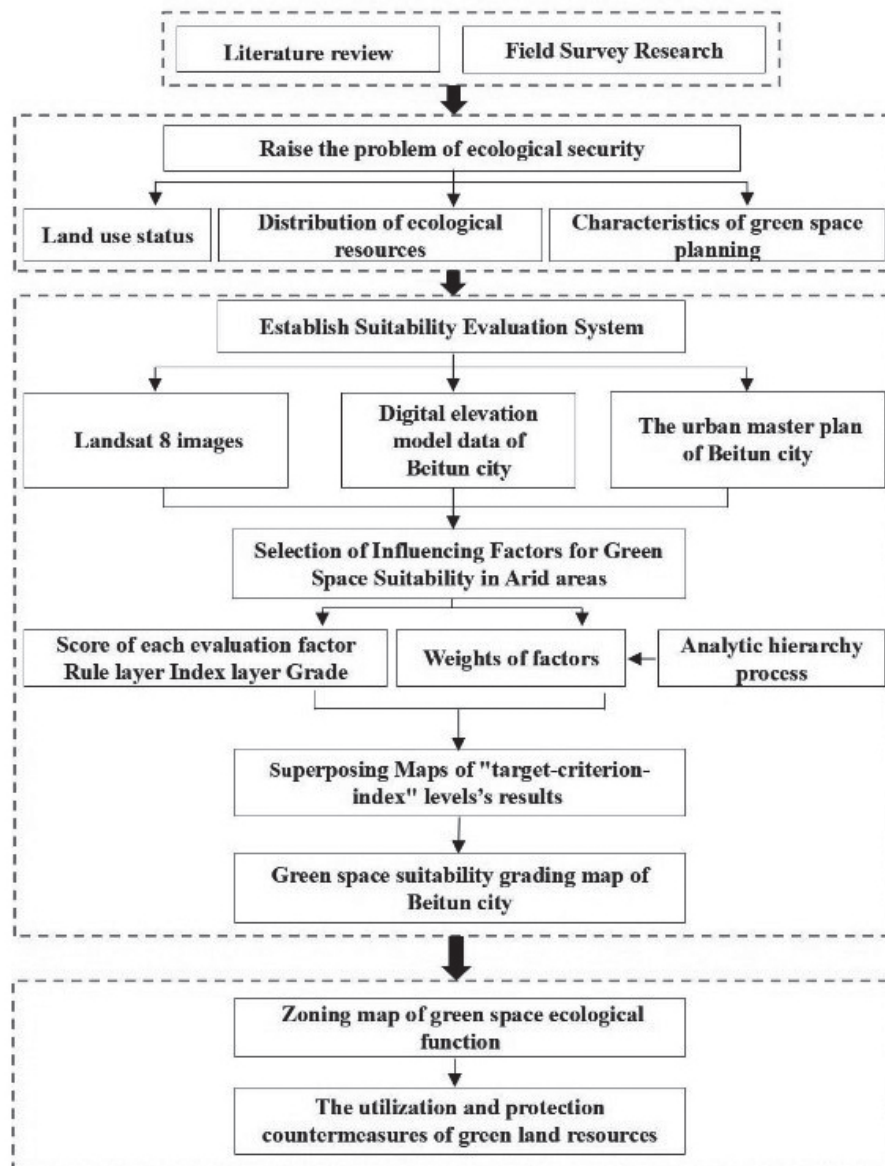 Literature review
Field Survey Research
Raise the problem of ecological security
Land use status
Distribution of ecological
resources
Characteristics of green space
planning
Establish Suitability Evaluation System
Landsat 8 images
Digital elevation
model data of
Beitun city
The urban master plan
of Beitun city
Selection of Influencing Factors for Green
Space Suitability in Arid areas
Score of each evaluation factor
Rule layer Index layer Grade
Weights of factors
Analytic hierarchy
process
Superposing Maps of "target-criterion-
index" levels's results
Green space suitability grading map of
Beitun city
Zoning map of green space ecological
function
The utilization and protection
countermeasures of green land resources